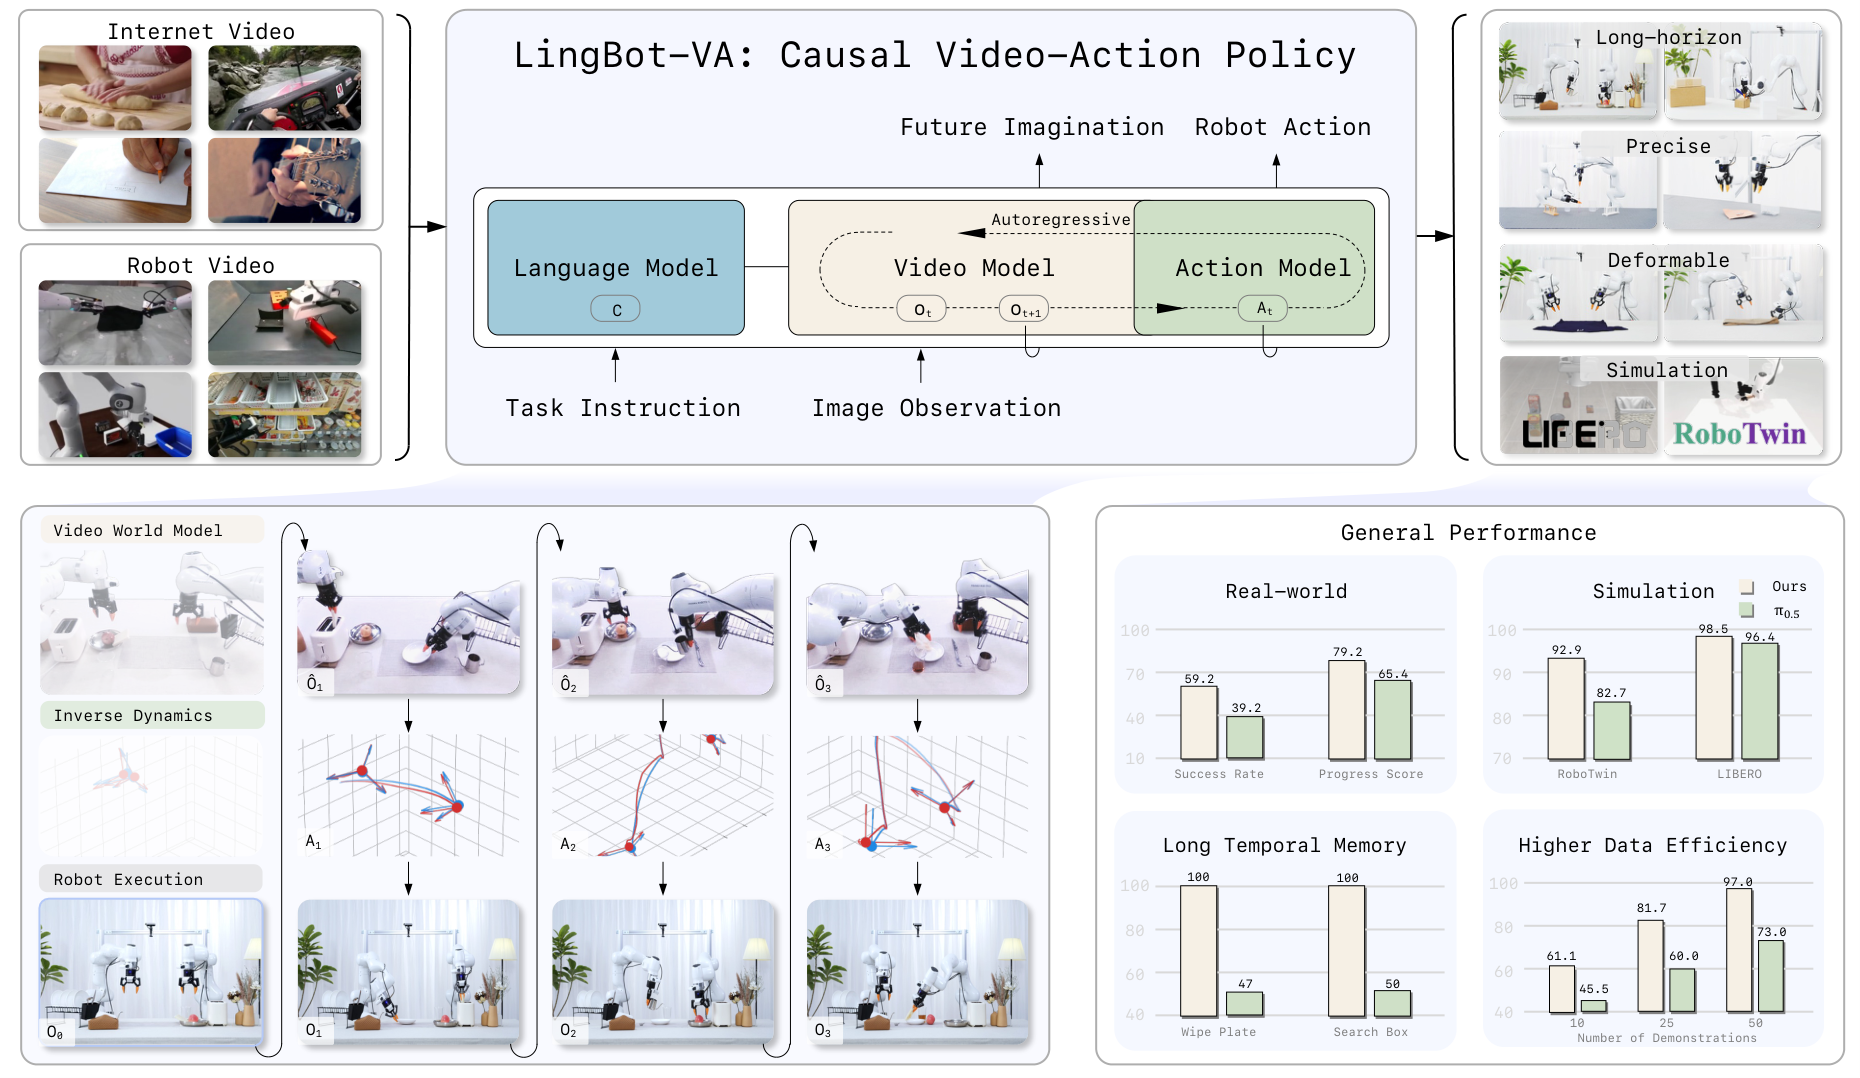 Internet Video
Robot Video
LingBot-VA: Causal Video-Action Policy
Future Imagination
Robot Action
Autoregressive
Language Model
Video Model
Action Model
C
Oₜ
Oₜ₊₁
Aₜ
Task Instruction
Image Observation
Long-horizon
Precise
Deformable
Simulation
LIBERO
RoboTwin
Video World Model
Ô₁
Ô₂
Ô₃
Inverse Dynamics
A₁
A₂
A₃
Robot Execution
O₀
O₁
O₂
O₃
General Performance
Real-world
100
70
40
10
59.2
39.2
79.2
65.4
Success Rate
Progress Score
Simulation
Ours
π₀.₅
100
90
80
70
92.9
82.7
98.5
96.4
RoboTwin
LIBERO
Long Temporal Memory
100
80
60
40
100
47
100
50
Wipe Plate
Search Box
Higher Data Efficiency
100
80
60
40
61.1
45.5
81.7
60.0
97.0
73.0
10
25
50
Number of Demonstrations